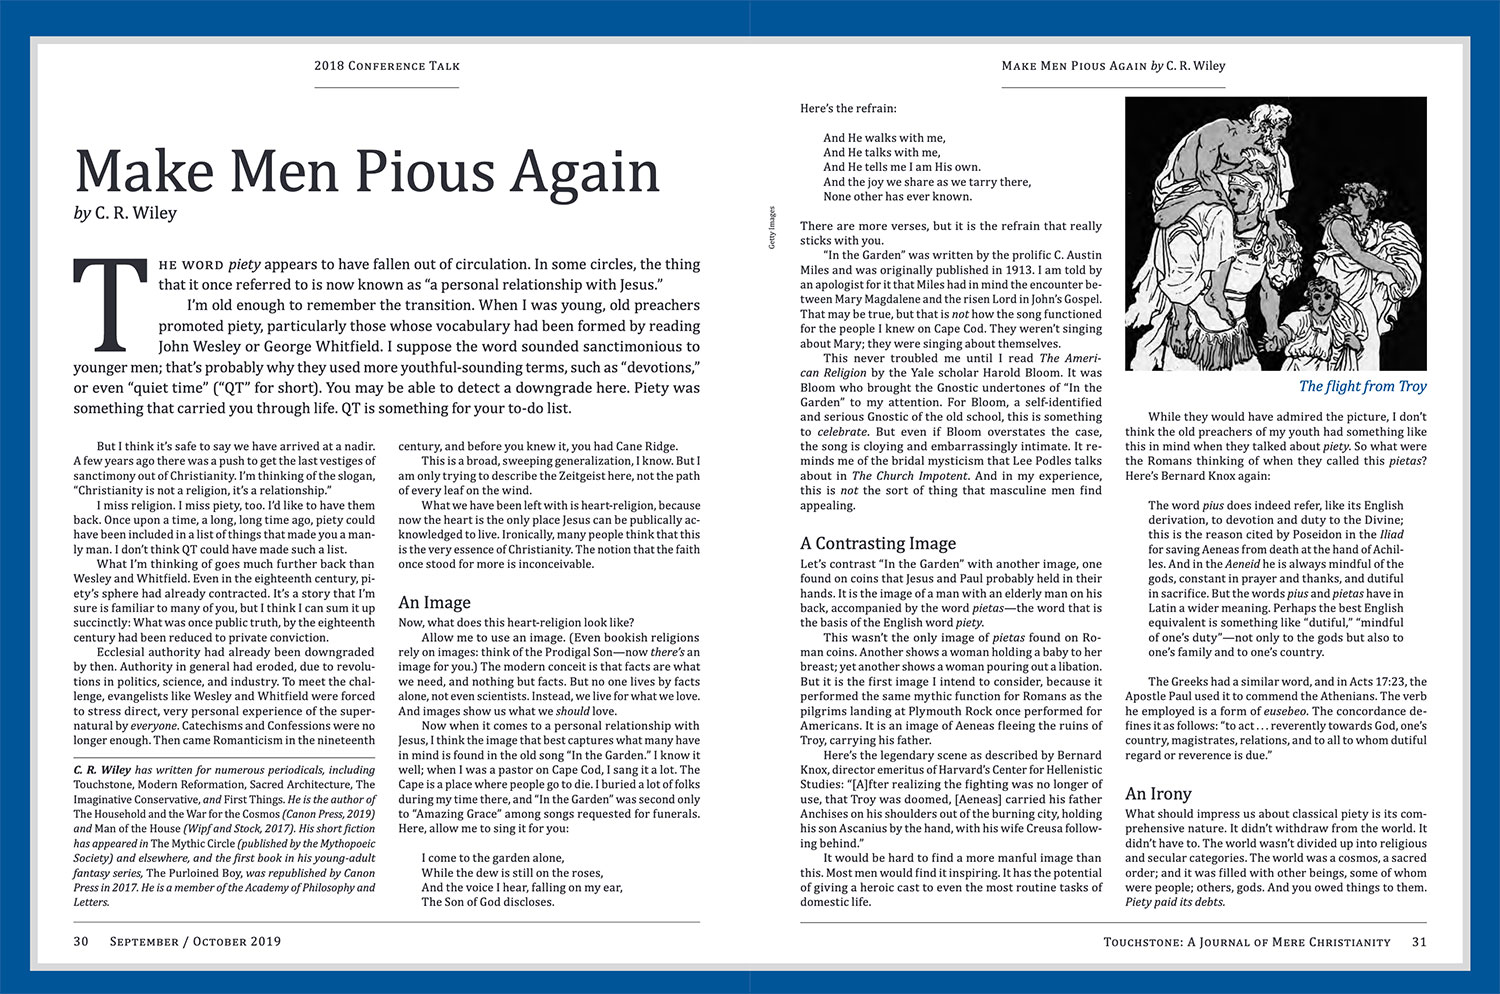 2018 Conference Talk
Make Men Pious Again
by C. R. Wiley
The word piety appears to have fallen out of circulation. In some circles, the thing
that it once referred to is now known as “a personal relationship with Jesus.”
I’m old enough to remember the transition. When I was young, old preachers
promoted piety, particularly those whose vocabulary had been formed by reading
John Wesley or George Whitfield. I suppose the word sounded sanctimonious to
younger men; that’s probably why they used more youthful-sounding terms, such as “devotions,”
or even “quiet time” (“QT” for short). You may be able to detect a downgrade here. Piety was
something that carried you through life. QT is something for your to-do list.
But I think it’s safe to say we have arrived at a nadir.
A few years ago there was a push to get the last vestiges of
sanctimony out of Christianity. I’m thinking of the slogan,
“Christianity is not a religion, it’s a relationship.”
I miss religion. I miss piety, too. I’d like to have them
back. Once upon a time, a long, long time ago, piety could
have been included in a list of things that made you a man-
ly man. I don’t think QT could have made such a list.
What I’m thinking of goes much further back than
Wesley and Whitfield. Even in the eighteenth century, pi-
ety’s sphere had already contracted. It’s a story that I’m
sure is familiar to many of you, but I think I can sum it up
succinctly: What was once public truth, by the eighteenth
century had been reduced to private conviction.
Ecclesial authority had already been downgraded
by then. Authority in general had eroded, due to revolu-
tions in politics, science, and industry. To meet the chal-
lenge, evangelists like Wesley and Whitfield were forced
to stress direct, very personal experience of the super-
natural by everyone. Catechisms and Confessions were no
longer enough. Then came Romanticism in the nineteenth
C. R. Wiley has written for numerous periodicals, including
Touchstone, Modern Reformation, Sacred Architecture, The
Imaginative Conservative, and First Things. He is the author of
The Household and the War for the Cosmos (Canon Press, 2019)
and Man of the House (Wipf and Stock, 2017). His short fiction
has appeared in The Mythic Circle (published by the Mythopoeic
Society) and elsewhere, and the first book in his young-adult
fantasy series, The Purloined Boy, was republished by Canon
Press in 2017. He is a member of the Academy of Philosophy and
Letters.
century, and before you knew it, you had Cane Ridge.
This is a broad, sweeping generalization, I know. But I
am only trying to describe the Zeitgeist here, not the path
of every leaf on the wind.
What we have been left with is heart-religion, because
now the heart is the only place Jesus can be publically ac-
knowledged to live. Ironically, many people think that this
is the very essence of Christianity. The notion that the faith
once stood for more is inconceivable.
An Image
Now, what does this heart-religion look like?
Allow me to use an image. (Even bookish religions
rely on images: think of the Prodigal Son—now there’s an
image for you.) The modern conceit is that facts are what
we need, and nothing but facts. But no one lives by facts
alone, not even scientists. Instead, we live for what we love.
And images show us what we should love.
Now when it comes to a personal relationship with
Jesus, I think the image that best captures what many have
in mind is found in the old song “In the Garden.” I know it
well; when I was a pastor on Cape Cod, I sang it a lot. The
Cape is a place where people go to die. I buried a lot of folks
during my time there, and “In the Garden” was second only
to “Amazing Grace” among songs requested for funerals.
Here, allow me to sing it for you:
I come to the garden alone,
While the dew is still on the roses,
And the voice I hear, falling on my ear,
The Son of God discloses.
30 September / October 2019
Make Men Pious Again by C. R. Wiley
Getty Images
Here’s the refrain:
And He walks with me,
And He talks with me,
And He tells me I am His own.
And the joy we share as we tarry there,
None other has ever known.
There are more verses, but it is the refrain that really
sticks with you.
“In the Garden” was written by the prolific C. Austin
Miles and was originally published in 1913. I am told by
an apologist for it that Miles had in mind the encounter be-
tween Mary Magdalene and the risen Lord in John’s Gospel.
That may be true, but that is not how the song functioned
for the people I knew on Cape Cod. They weren’t singing
about Mary; they were singing about themselves.
This never troubled me until I read The Ameri-
can Religion by the Yale scholar Harold Bloom. It was
Bloom who brought the Gnostic undertones of “In the
Garden” to my attention. For Bloom, a self-identified
and serious Gnostic of the old school, this is something
to celebrate. But even if Bloom overstates the case,
the song is cloying and embarrassingly intimate. It re-
minds me of the bridal mysticism that Lee Podles talks
about in The Church Impotent. And in my experience,
this is not the sort of thing that masculine men find
appealing.
A Contrasting Image
Let’s contrast “In the Garden” with another image, one
found on coins that Jesus and Paul probably held in their
hands. It is the image of a man with an elderly man on his
back, accompanied by the word pietas—the word that is
the basis of the English word piety.
This wasn’t the only image of pietas found on Ro-
man coins. Another shows a woman holding a baby to her
breast; yet another shows a woman pouring out a libation.
But it is the first image I intend to consider, because it
performed the same mythic function for Romans as the
pilgrims landing at Plymouth Rock once performed for
Americans. It is an image of Aeneas fleeing the ruins of
Troy, carrying his father.
Here’s the legendary scene as described by Bernard
Knox, director emeritus of Harvard’s Center for Hellenistic
Studies: “[A]fter realizing the fighting was no longer of
use, that Troy was doomed, [Aeneas] carried his father
Anchises on his shoulders out of the burning city, holding
his son Ascanius by the hand, with his wife Creusa follow-
ing behind.”
It would be hard to find a more manful image than
this. Most men would find it inspiring. It has the potential
of giving a heroic cast to even the most routine tasks of
domestic life.
The flight from Troy
While they would have admired the picture, I don’t
think the old preachers of my youth had something like
this in mind when they talked about piety. So what were
the Romans thinking of when they called this pietas?
Here’s Bernard Knox again:
The word pius does indeed refer, like its English
derivation, to devotion and duty to the Divine;
this is the reason cited by Poseidon in the Iliad
for saving Aeneas from death at the hand of Achil-
les. And in the Aeneid he is always mindful of the
gods, constant in prayer and thanks, and dutiful
in sacrifice. But the words pius and pietas have in
Latin a wider meaning. Perhaps the best English
equivalent is something like “dutiful,” “mindful
of one’s duty”—not only to the gods but also to
one’s family and to one’s country.
The Greeks had a similar word, and in Acts 17:23, the
Apostle Paul used it to commend the Athenians. The verb
he employed is a form of eusebeo. The concordance de-
fines it as follows: “to act . . . reverently towards God, one’s
country, magistrates, relations, and to all to whom dutiful
regard or reverence is due.”
An Irony
What should impress us about classical piety is its com-
prehensive nature. It didn’t withdraw from the world. It
didn’t have to. The world wasn’t divided up into religious
and secular categories. The world was a cosmos, a sacred
order; and it was filled with other beings, some of whom
were people; others, gods. And you owed things to them.
Piety paid its debts.
Touchstone: A Journal of Mere Christianity 31